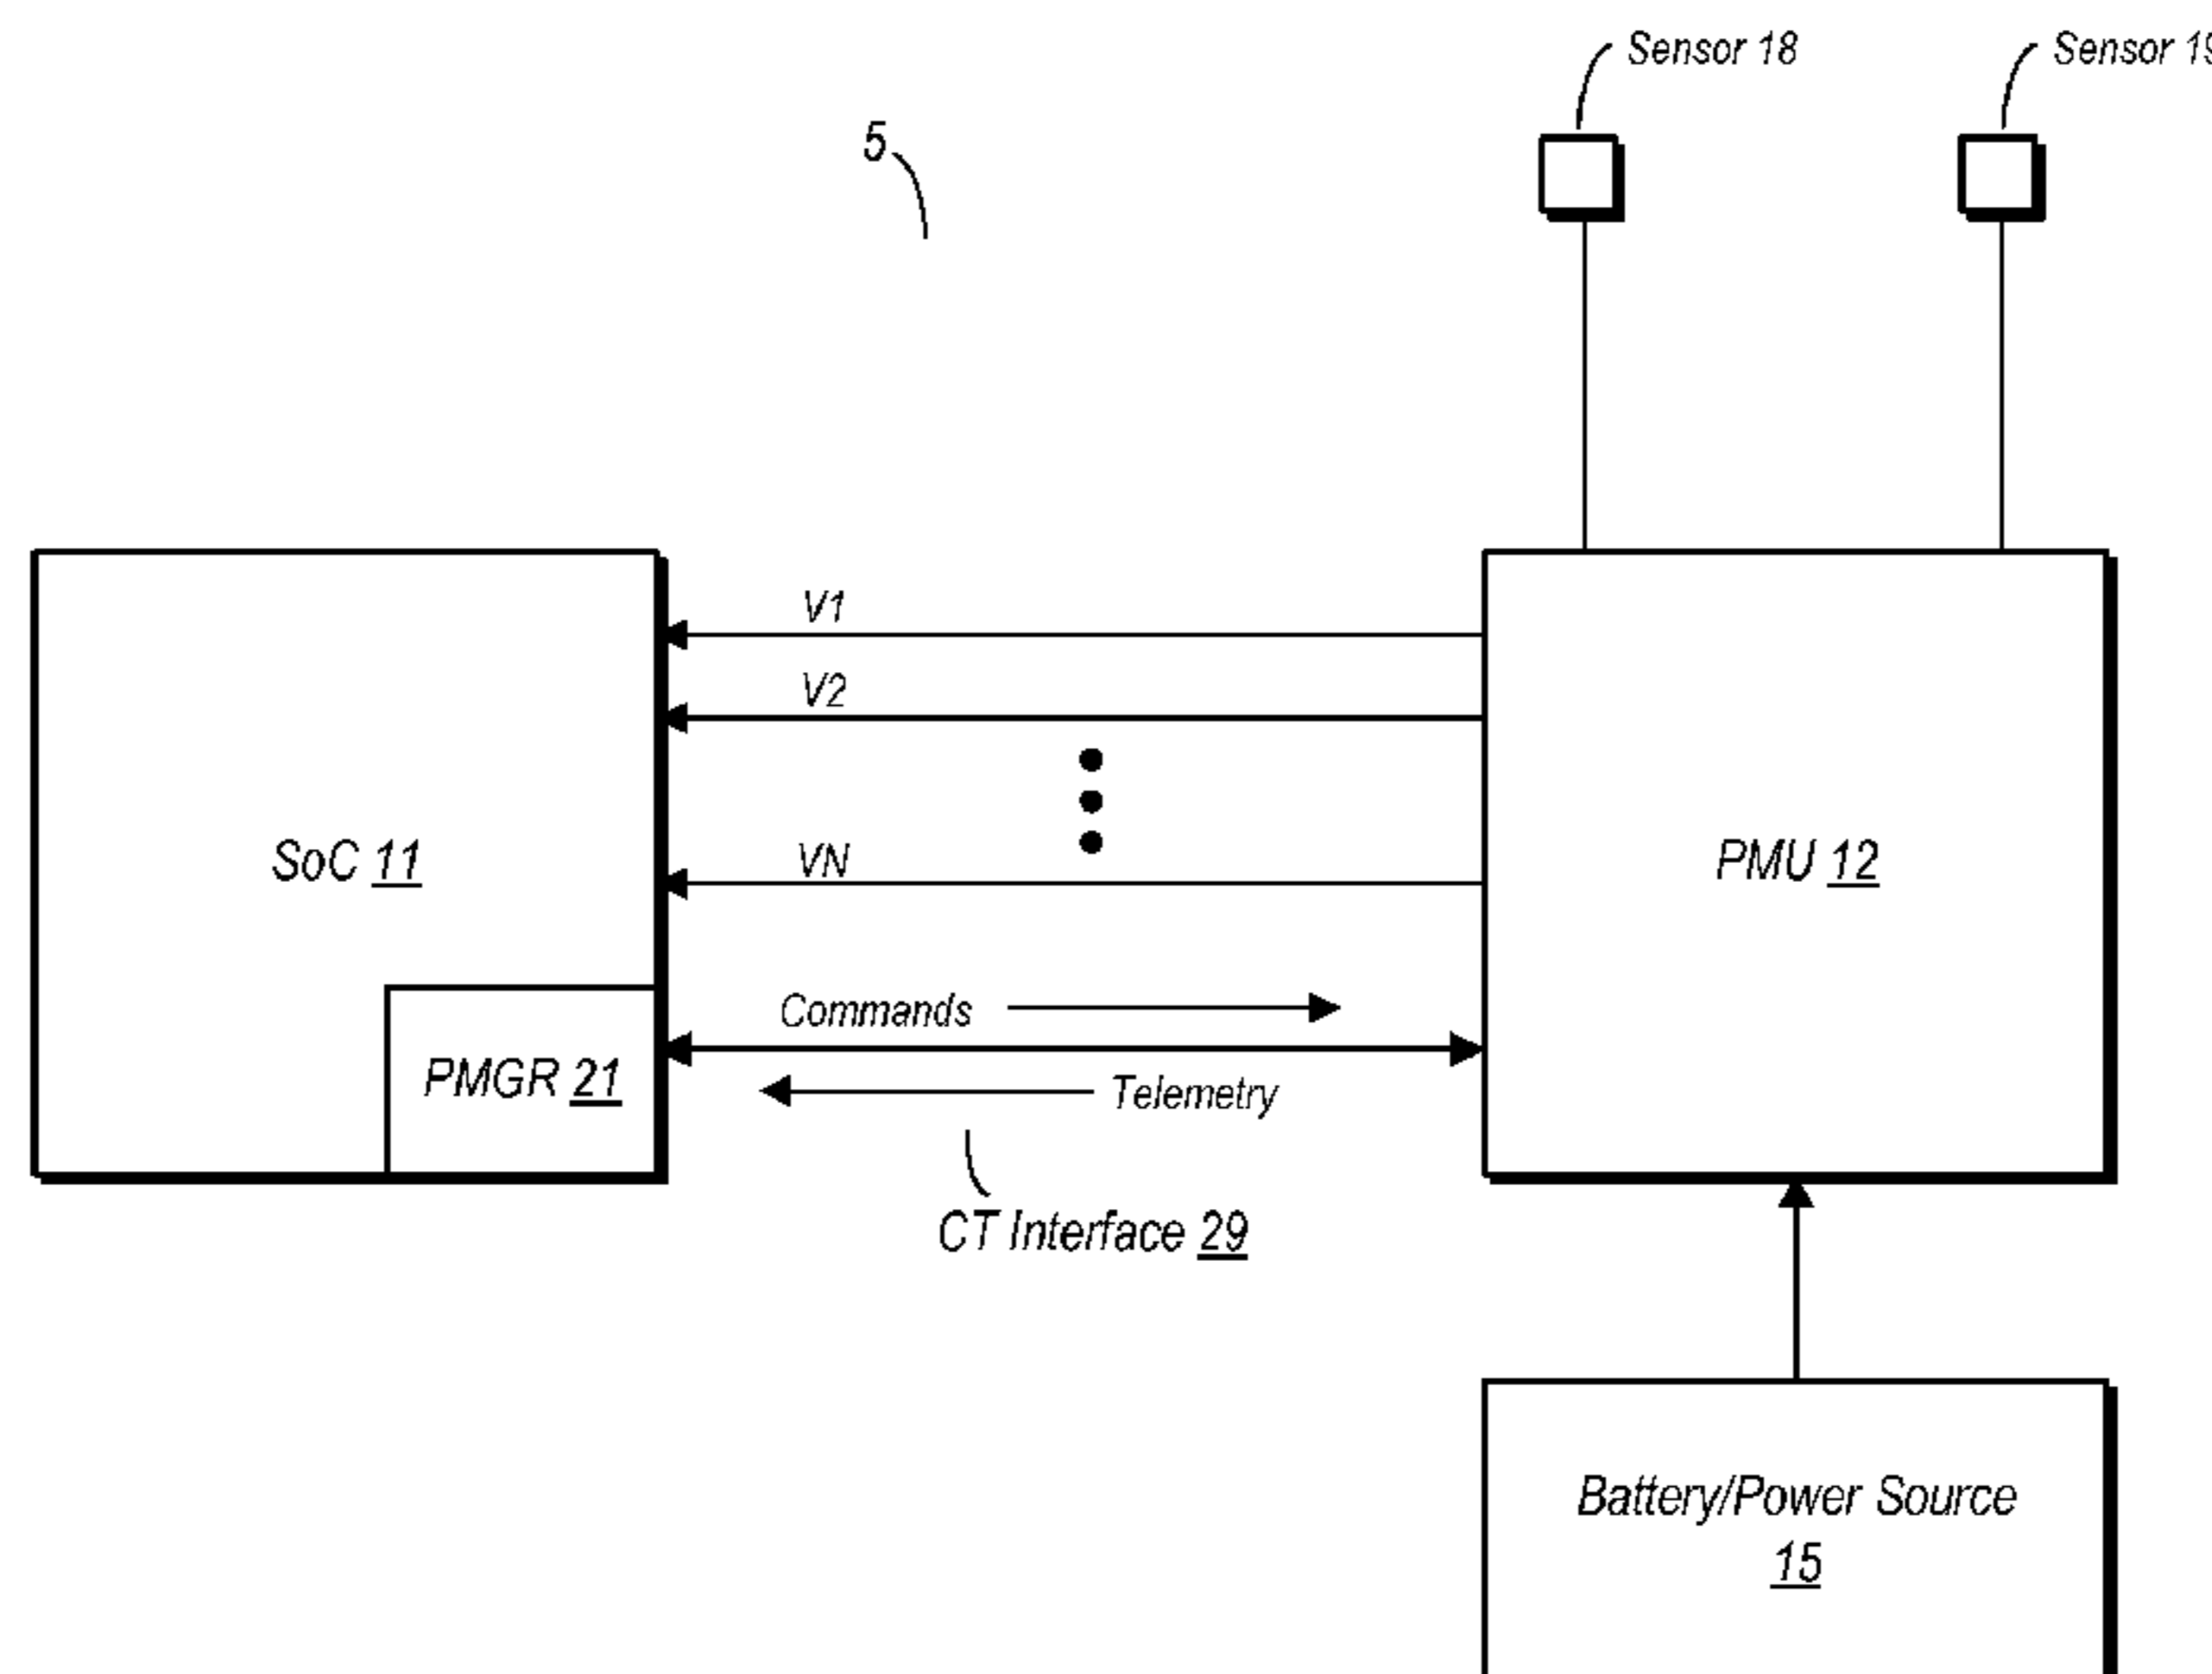 Sensor 18
Sensor 19
5
V1
V2
VN
SoC 11
PMU 12
Commands
PMGR 21
Telemetry
CT Interface 29
Battery/Power Source
15